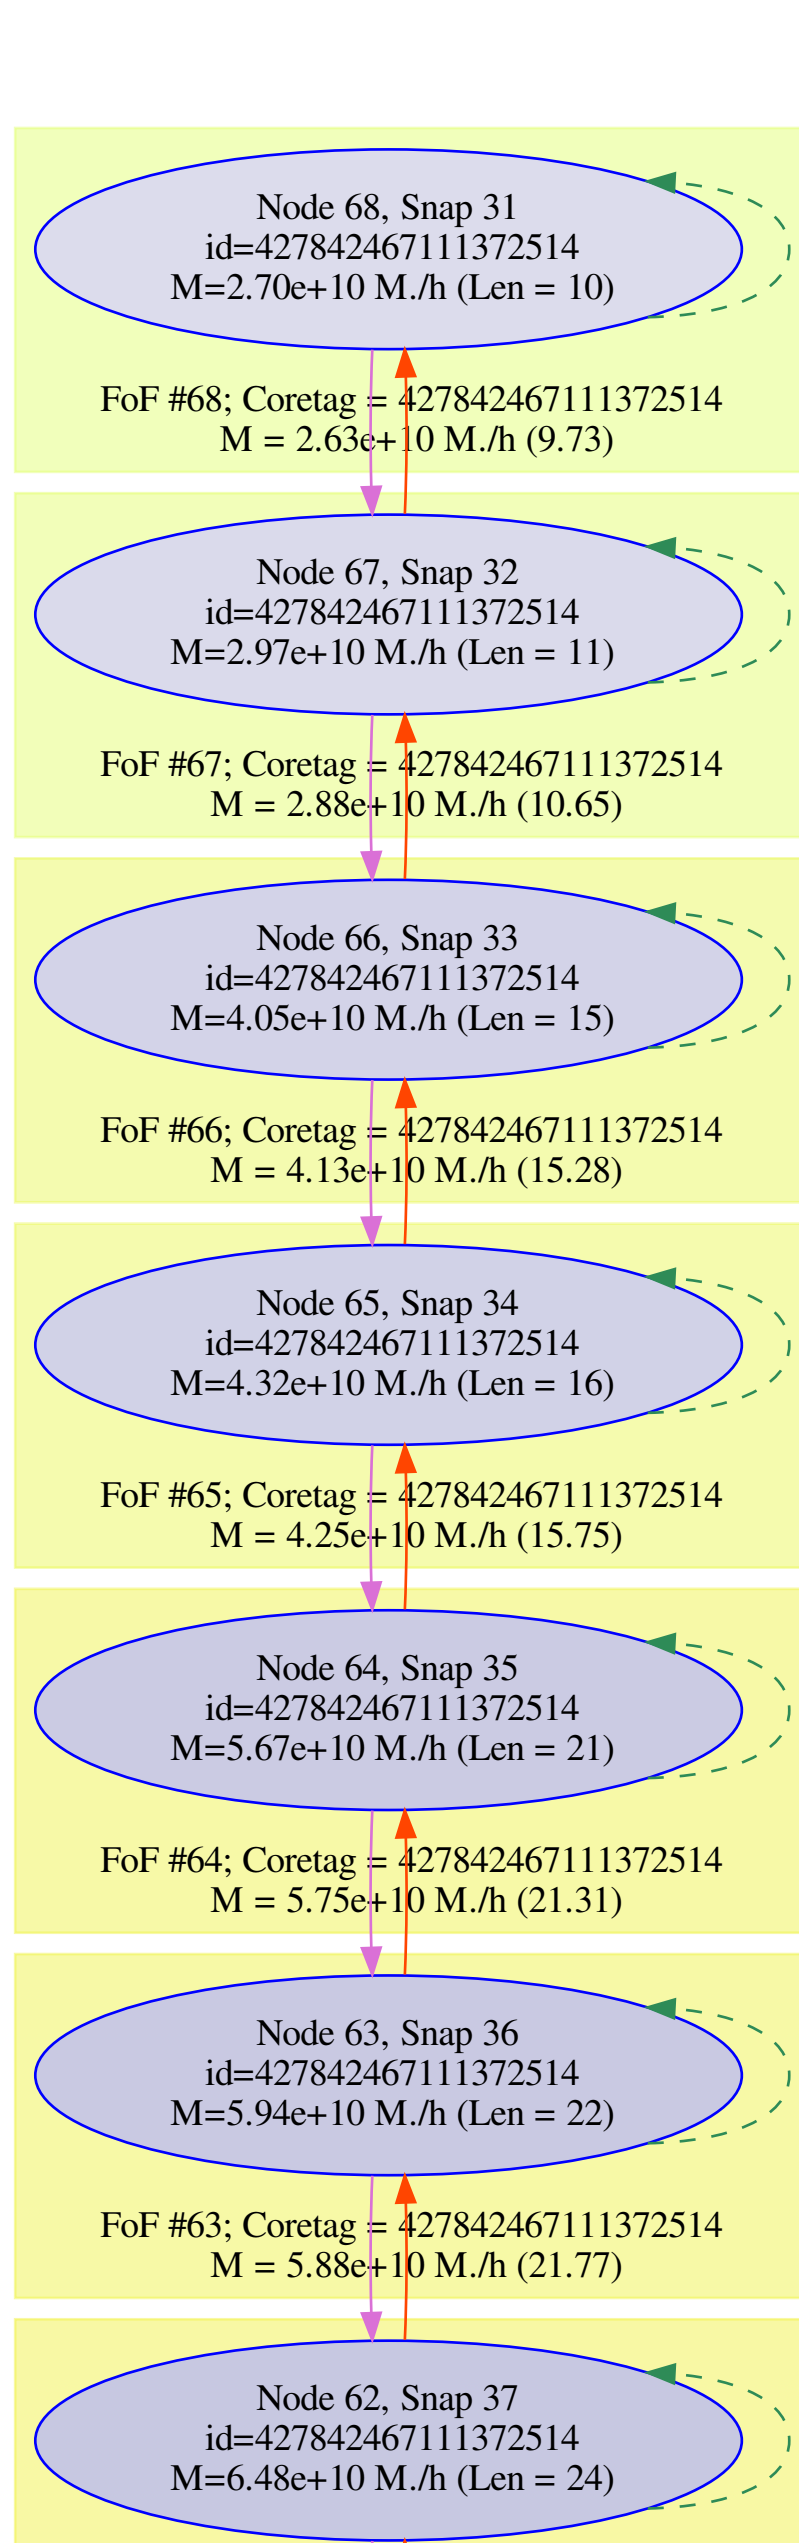 Node 68, Snap 31
id=427842467111372514
M=2.70e+10 M./h (Len = 10)
FoF #68; Coretag = 427842467111372514
M = 2.63e+10 M./h (9.73)
Node 67, Snap 32
id=427842467111372514
M=2.97e+10 M./h (Len = 11)
FoF #67; Coretag = 427842467111372514
M = 2.88e+10 M./h (10.65)
Node 66, Snap 33
id=427842467111372514
M=4.05e+10 M./h (Len = 15)
FoF #66; Coretag = 427842467111372514
M = 4.13e+10 M./h (15.28)
Node 65, Snap 34
id=427842467111372514
M=4.32e+10 M./h (Len = 16)
FoF #65; Coretag = 427842467111372514
M = 4.25e+10 M./h (15.75)
Node 64, Snap 35
id=427842467111372514
M=5.67e+10 M./h (Len = 21)
FoF #64; Coretag = 427842467111372514
M = 5.75e+10 M./h (21.31)
Node 63, Snap 36
id=427842467111372514
M=5.94e+10 M./h (Len = 22)
FoF #63; Coretag = 427842467111372514
M = 5.88e+10 M./h (21.77)
Node 62, Snap 37
id=427842467111372514
M=6.48e+10 M./h (Len = 24)